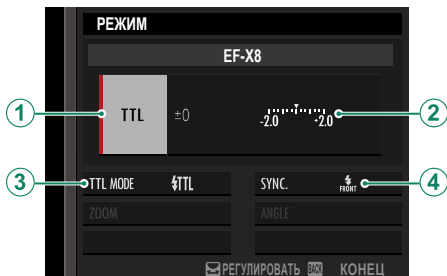 РЕЖИМ
EF-X8
1 TTL ±0 -2.0 +2.0 2
3 TTL MODE TTL SYNC. FRONT 4
ZOOM ANGLE
РЕГУЛИРОВАТЬ BACK КОНЕЦ